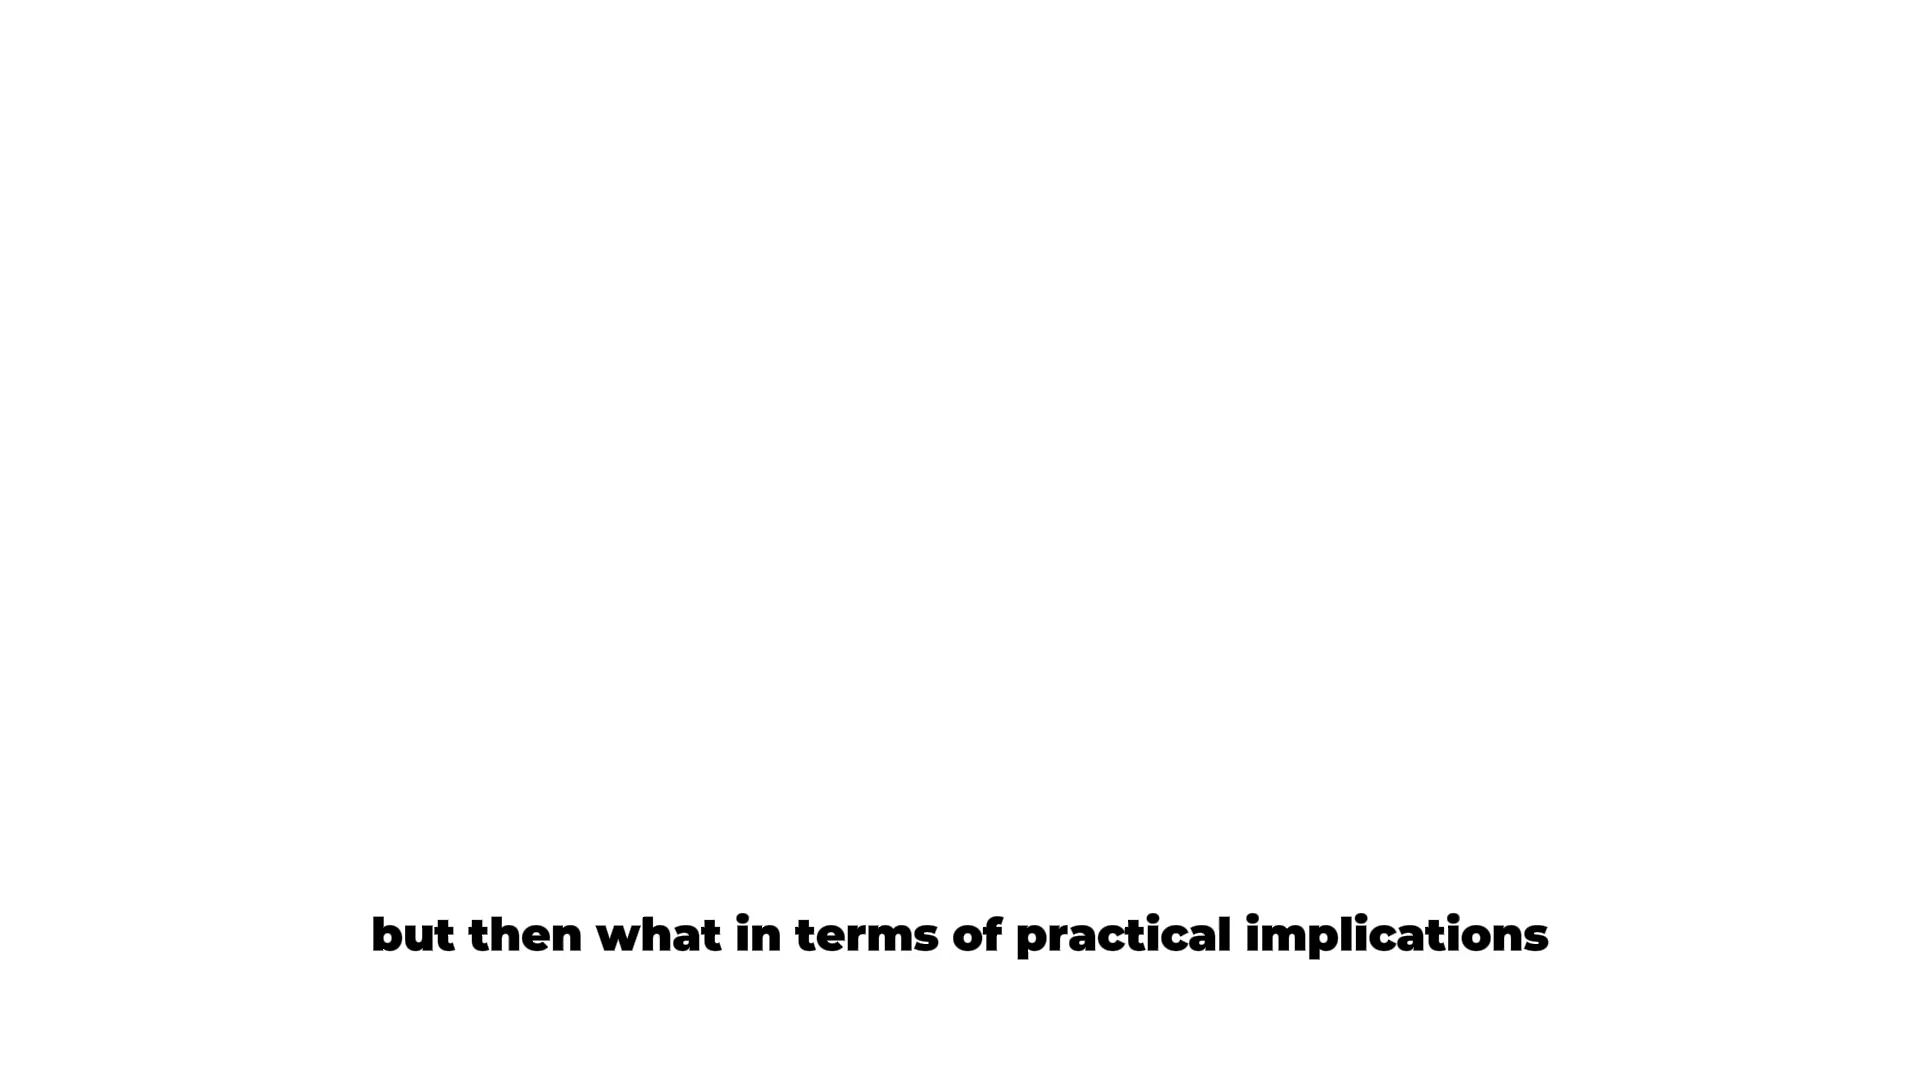 but then what in terms of practical implications